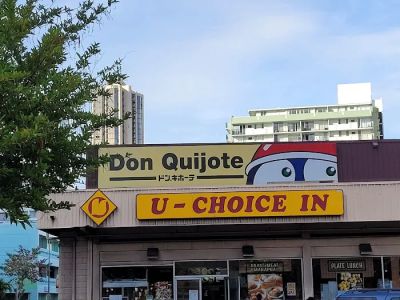 Don Quijote
ドン.キホーテ
U - CHOICE IN
PLATE LUNCH